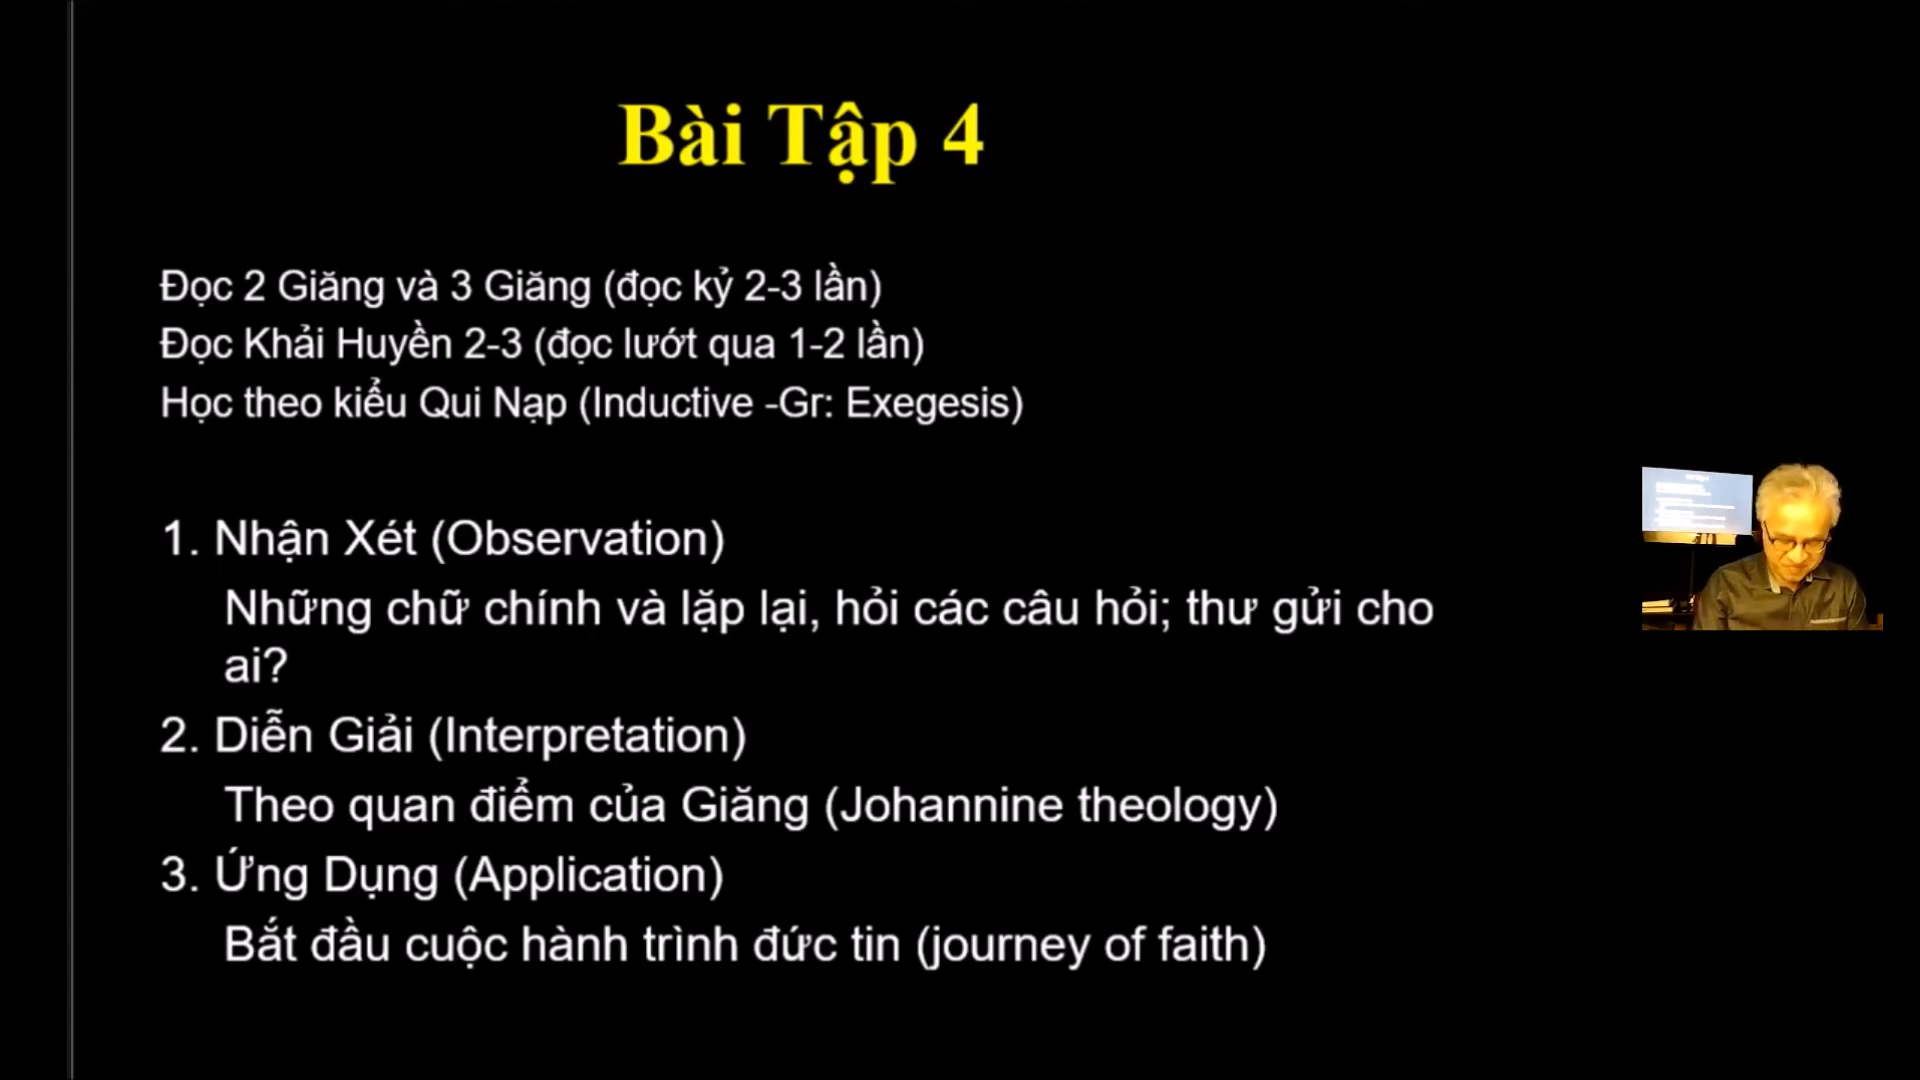 Bài Tập 4
Đọc 2 Giăng và 3 Giăng (đọc kỷ 2-3 lần)
Đọc Khải Huyền 2-3 (đọc lướt qua 1-2 lần)
Học theo kiểu Qui Nạp (Inductive -Gr: Exegesis)
1. Nhận Xét (Observation)
Những chữ chính và lặp lại, hỏi các câu hỏi; thư gửi cho
ai?
2. Diễn Giải (Interpretation)
Theo quan điểm của Giăng (Johannine theology)
3. Ứng Dụng (Application)
Bắt đầu cuộc hành trình đức tin (journey of faith)